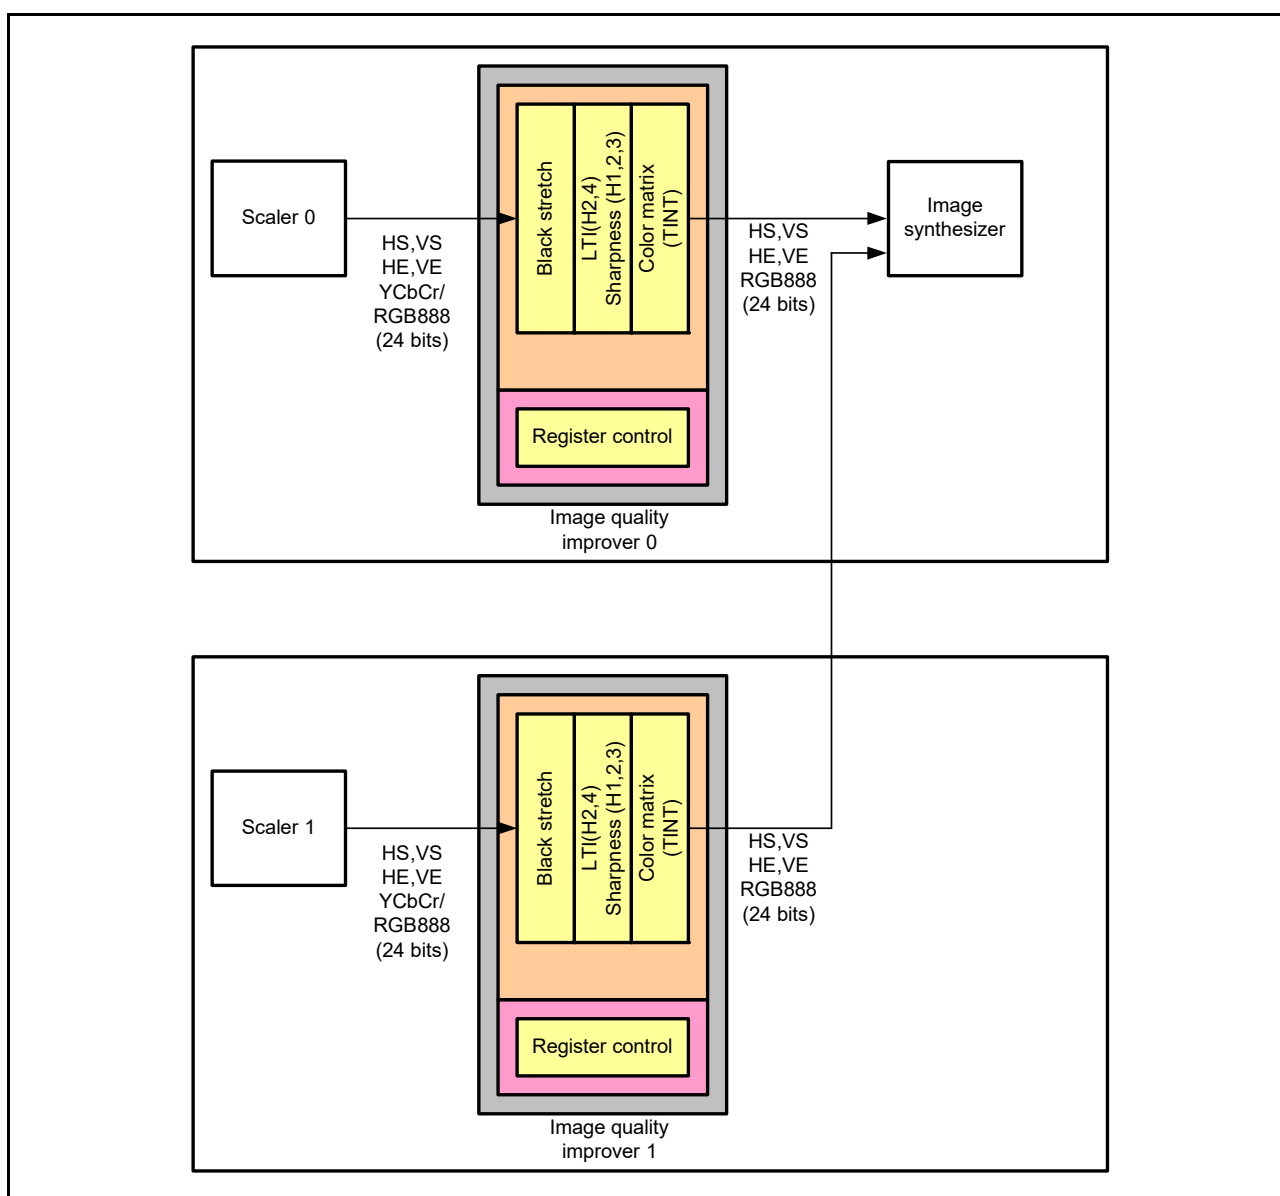 Scaler 0
HS,VS
HE,VE
YCbCr/
RGB888
(24 bits)
Black stretch
LTI(H2,4)
Sharpness (H1,2,3)
Color matrix
(TINT)
Register control
Image quality
improver 0
HS,VS
HE,VE
RGB888
(24 bits)
Image
synthesizer
Scaler 1
HS,VS
HE,VE
YCbCr/
RGB888
(24 bits)
Black stretch
LTI(H2,4)
Sharpness (H1,2,3)
Color matrix
(TINT)
Register control
Image quality
improver 1
HS,VS
HE,VE
RGB888
(24 bits)